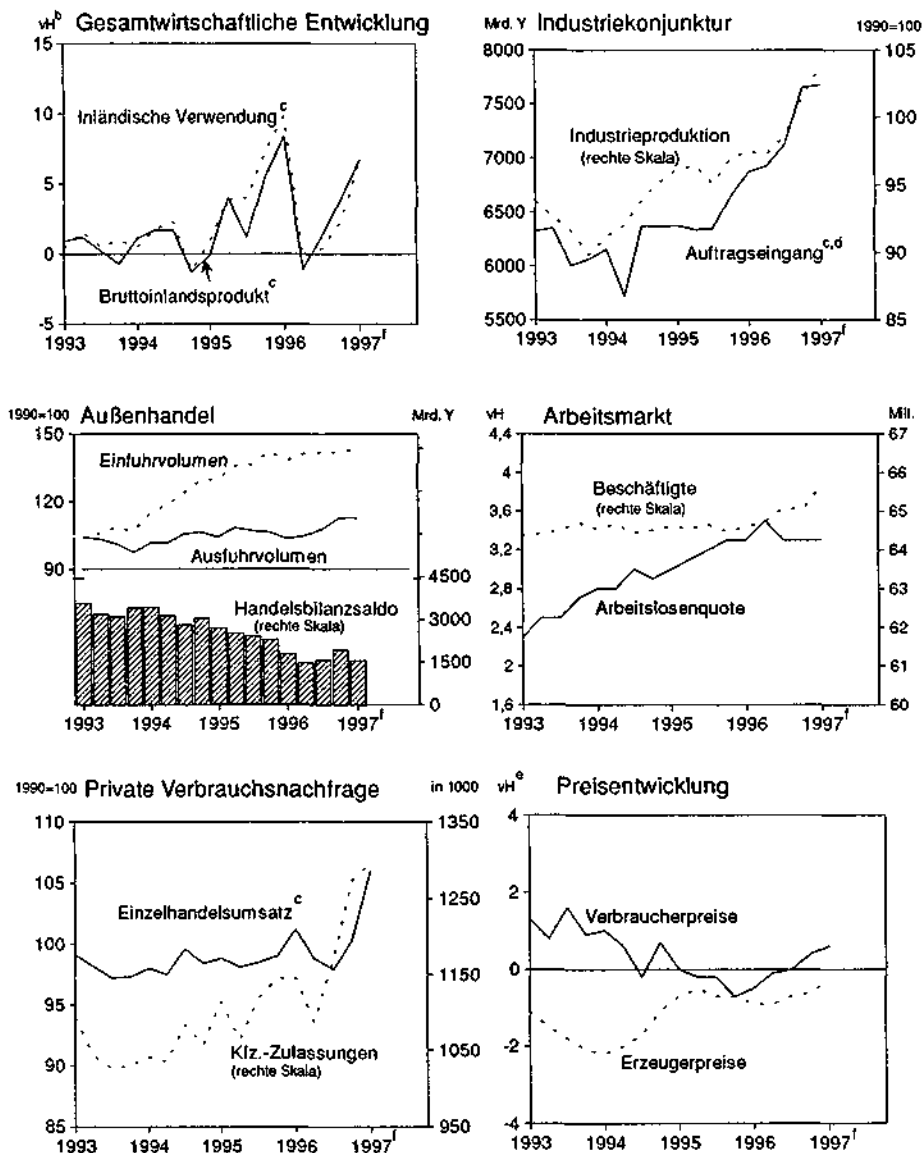 vH^b Gesamtwirtschaftliche Entwicklung
15
10
5
0
-5
Inländische Verwendung^c
Bruttoinlandsprodukt^c
1993 1994 1995 1996 1997^f
Mrd. Y Industriekonjunktur 1990=100
8000
7500
7000
6500
6000
5500
105
100
95
90
85
Industrieproduktion
(rechte Skala)
Auftragseingang^c,d
1993 1994 1995 1996 1997^f
1990=100 Außenhandel Mrd. Y
150
130
110
90
4500
3000
1500
0
Einfuhrvolumen
Ausfuhrvolumen
Handelsbilanzsaldo
(rechte Skala)
1993 1994 1995 1996 1997^f
vH Arbeitsmarkt Mill.
4,4
4
3,6
3,2
2,8
2,4
2
1,6
67
66
65
64
63
62
61
60
Beschäftigte
(rechte Skala)
Arbeitslosenquote
1993 1994 1995 1996 1997^f
1990=100 Private Verbrauchsnachfrage in 1000
110
105
100
95
90
85
1350
1250
1150
1050
950
Einzelhandelsumsatz^c
Kfz.-Zulassungen
(rechte Skala)
1993 1994 1995 1996 1997^f
vH^e Preisentwicklung
4
2
0
-2
-4
Verbraucherpreise
Erzeugerpreise
1993 1994 1995 1996 1997^f